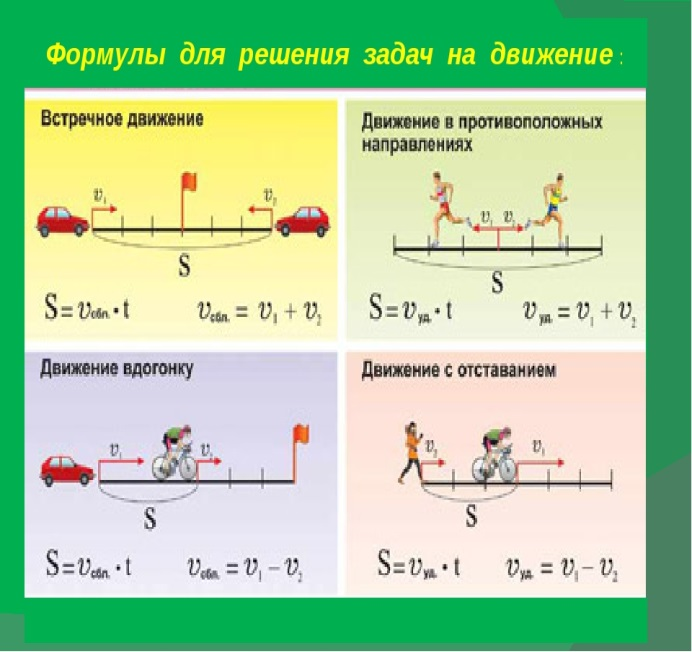 Формулы для решения задач на движение :
Встречное движение
v₁ v₂
S
S = vсбл. • t vсбл. = v₁ + v₂
Движение в противоположных
направлениях
v₁ v₂
S
S = vуд. • t vуд. = v₁ + v₂
Движение вдогонку
v₁ v₂
S
S = vсбл. • t vсбл. = v₁ – v₂
Движение с отставанием
v₂ v₁
S
S = vуд. • t vуд. = v₁ – v₂